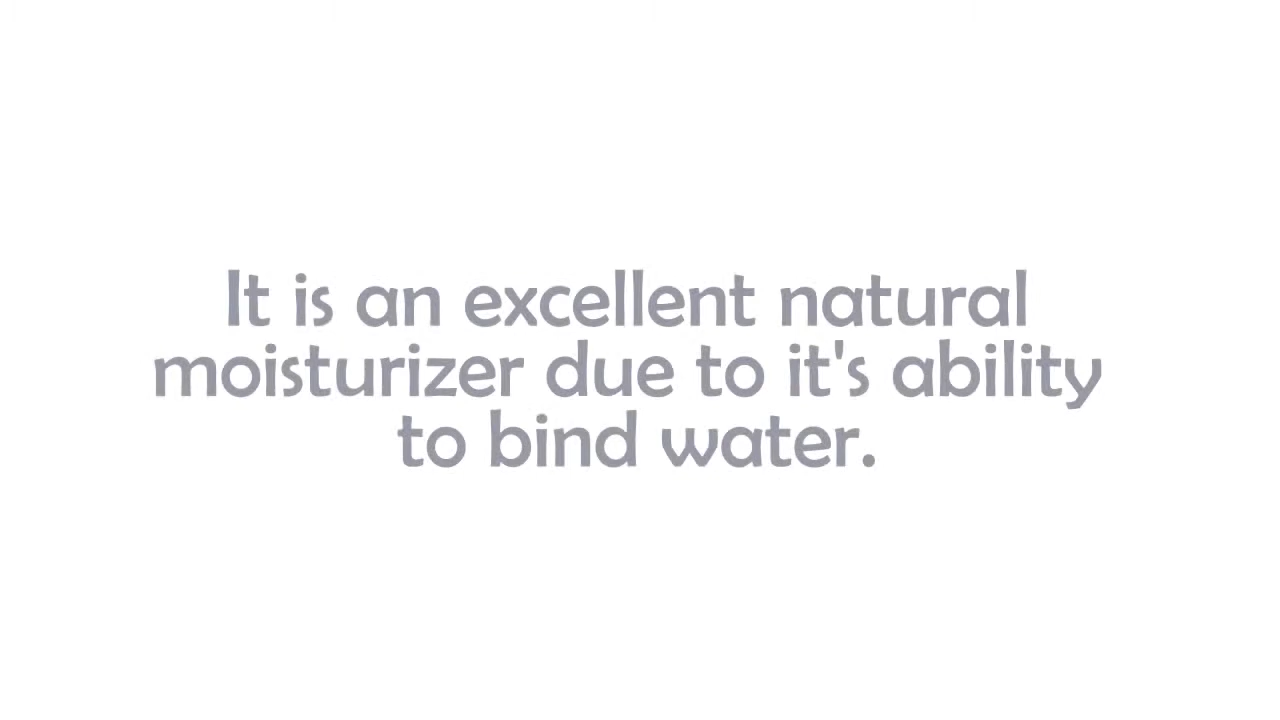 It is an excellent natural
moisturizer due to it's ability
to bind water.